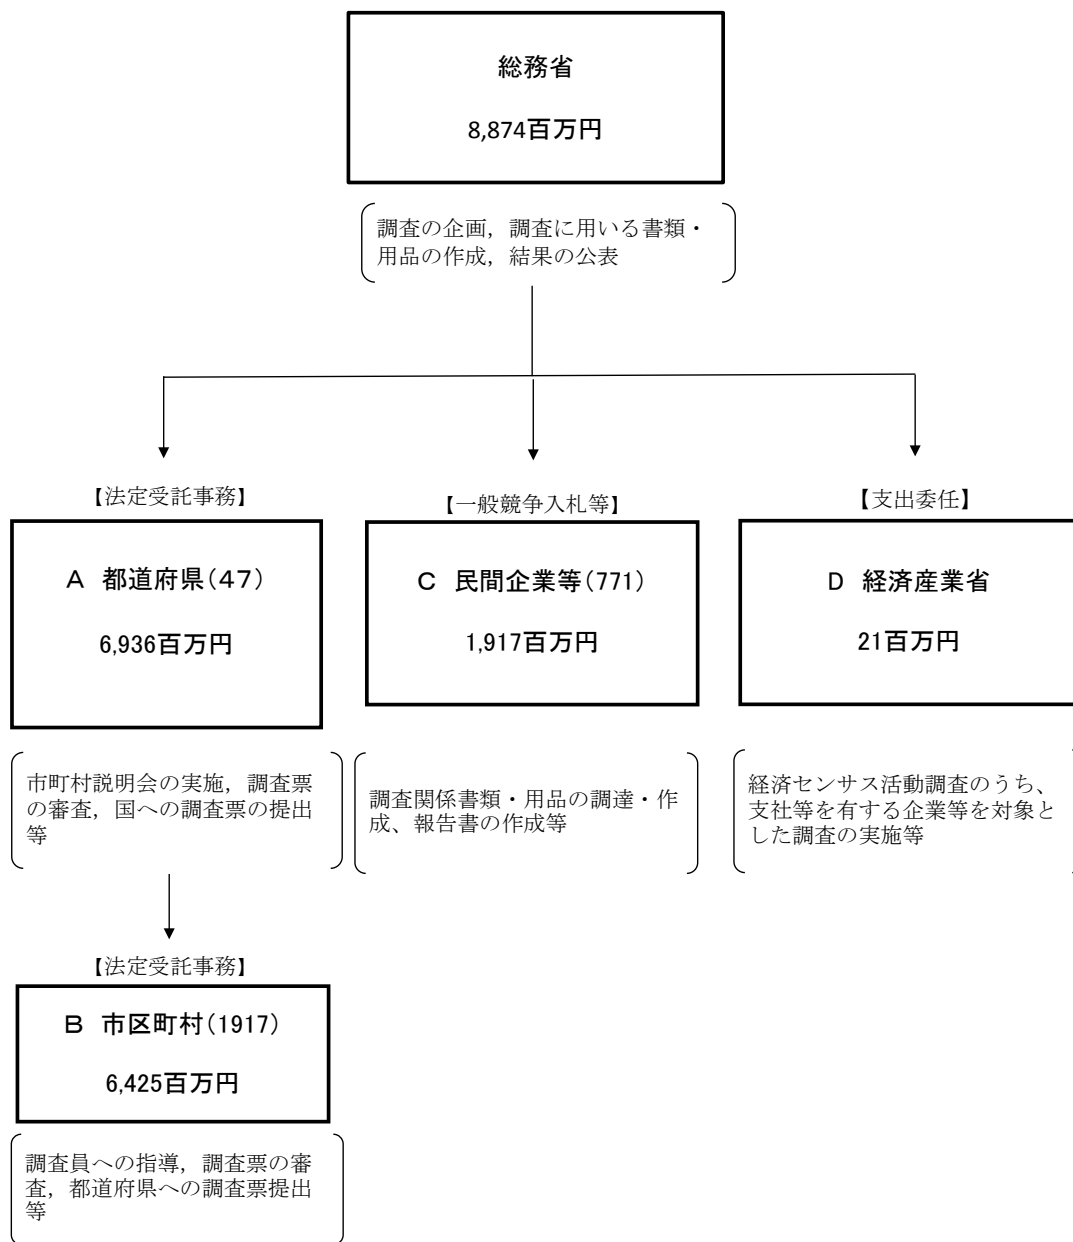 総務省
8,874百万円
調査の企画，調査に用いる書類・
用品の作成，結果の公表
【法定受託事務】
A 都道府県(47)
6,936百万円
市町村説明会の実施，調査票
の審査，国への調査票の提出
等
【法定受託事務】
B 市区町村(1917)
6,425百万円
調査員への指導，調査票の審
査，都道府県への調査票提出
等
【一般競争入札等】
C 民間企業等(771)
1,917百万円
調査関係書類・用品の調達・作
成、報告書の作成等
【支出委任】
D 経済産業省
21百万円
経済センサス活動調査のうち、
支社等を有する企業等を対象と
した調査の実施等